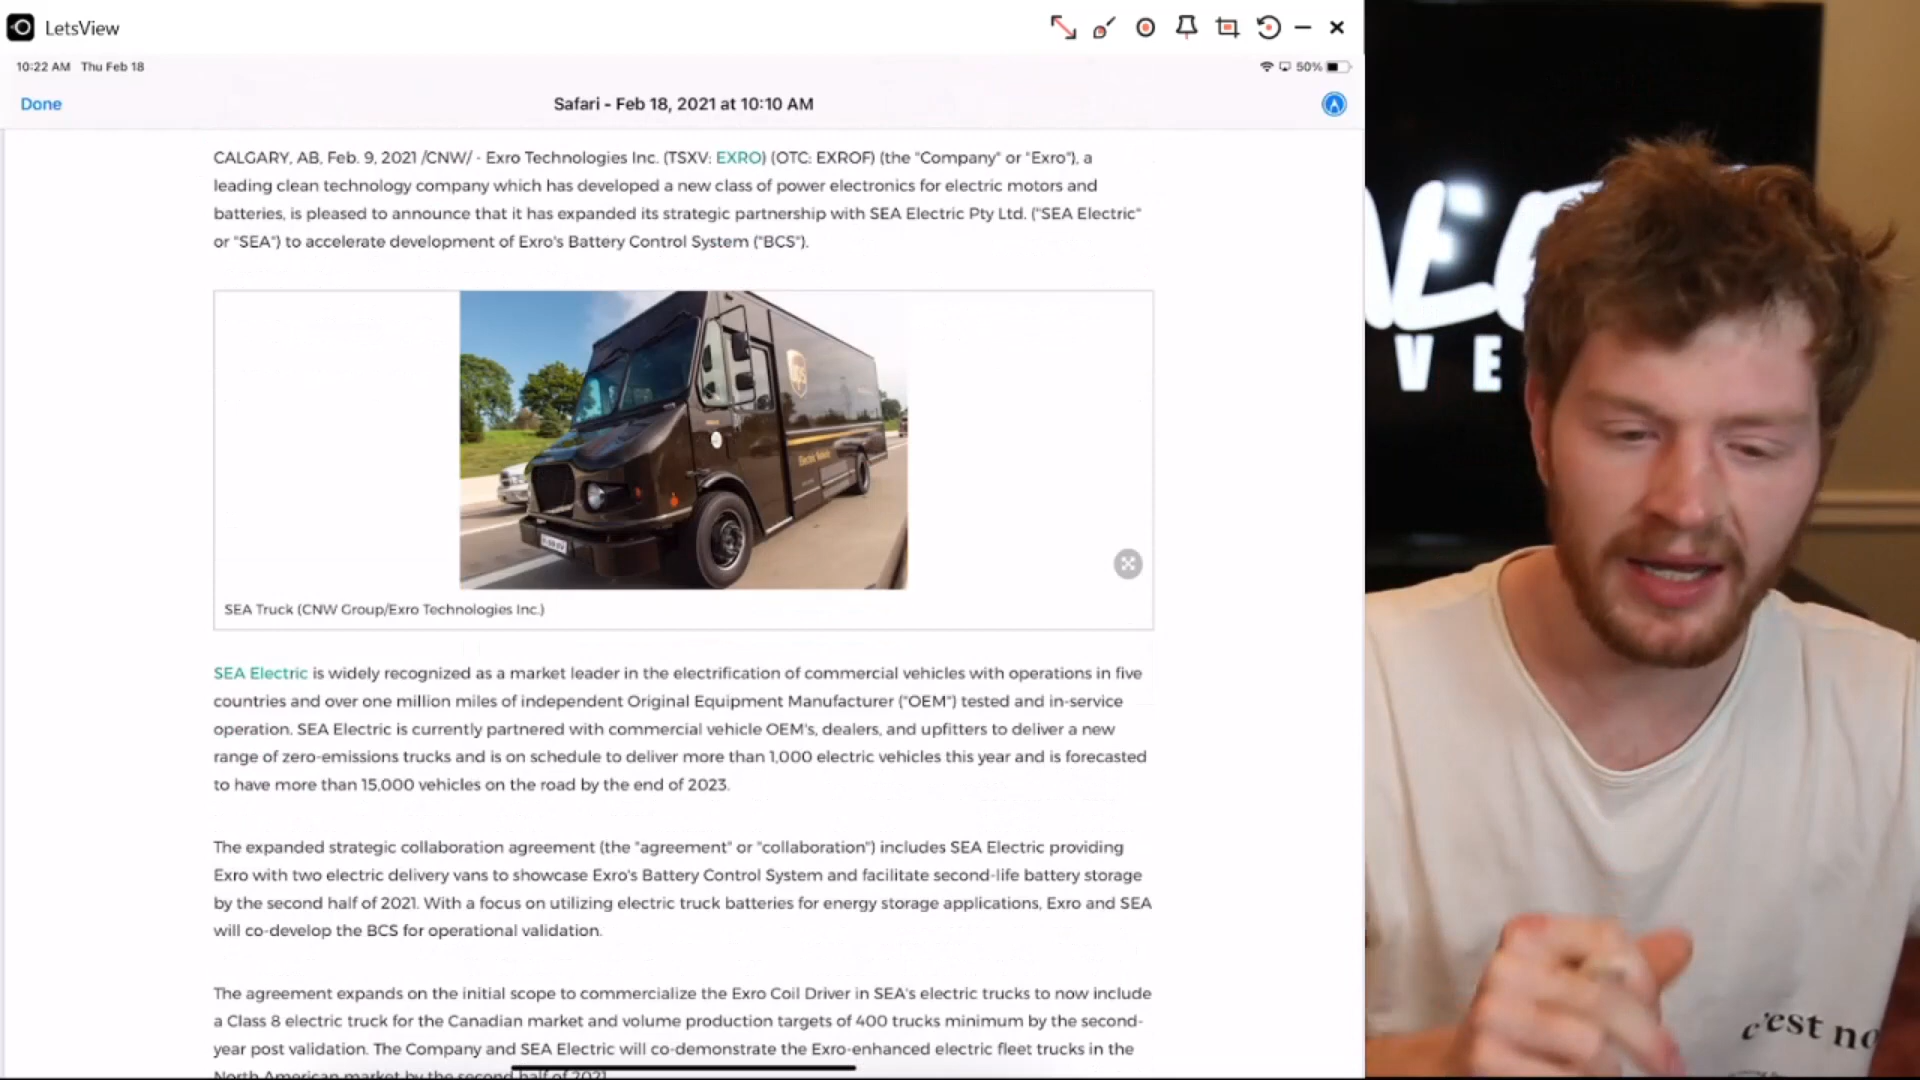 LetsView
10:22 AM Thu Feb 18
50%
Done
Safari - Feb 18, 2021 at 10:10 AM
CALGARY, AB, Feb. 9, 2021 /CNW/ - Exro Technologies Inc. (TSXV: EXRO) (OTC: EXROF) (the "Company" or "Exro"), a
leading clean technology company which has developed a new class of power electronics for electric motors and
batteries, is pleased to announce that it has expanded its strategic partnership with SEA Electric Pty Ltd. ("SEA Electric"
or "SEA") to accelerate development of Exro's Battery Control System ("BCS").
ups
SEA Truck (CNW Group/Exro Technologies Inc.)
SEA Electric is widely recognized as a market leader in the electrification of commercial vehicles with operations in five
countries and over one million miles of independent Original Equipment Manufacturer ("OEM") tested and in-service
operation. SEA Electric is currently partnered with commercial vehicle OEM's, dealers, and upfitters to deliver a new
range of zero-emissions trucks and is on schedule to deliver more than 1,000 electric vehicles this year and is forecasted
to have more than 15,000 vehicles on the road by the end of 2023.
The expanded strategic collaboration agreement (the "agreement" or "collaboration") includes SEA Electric providing
Exro with two electric delivery vans to showcase Exro's Battery Control System and facilitate second-life battery storage
by the second half of 2021. With a focus on utilizing electric truck batteries for energy storage applications, Exro and SEA
will co-develop the BCS for operational validation.
The agreement expands on the initial scope to commercialize the Exro Coil Driver in SEA's electric trucks to now include
a Class 8 electric truck for the Canadian market and volume production targets of 400 trucks minimum by the second-
year post validation. The Company and SEA Electric will co-demonstrate the Exro-enhanced electric fleet trucks in the
North American market by the second half of 2021.
VE
c'est no